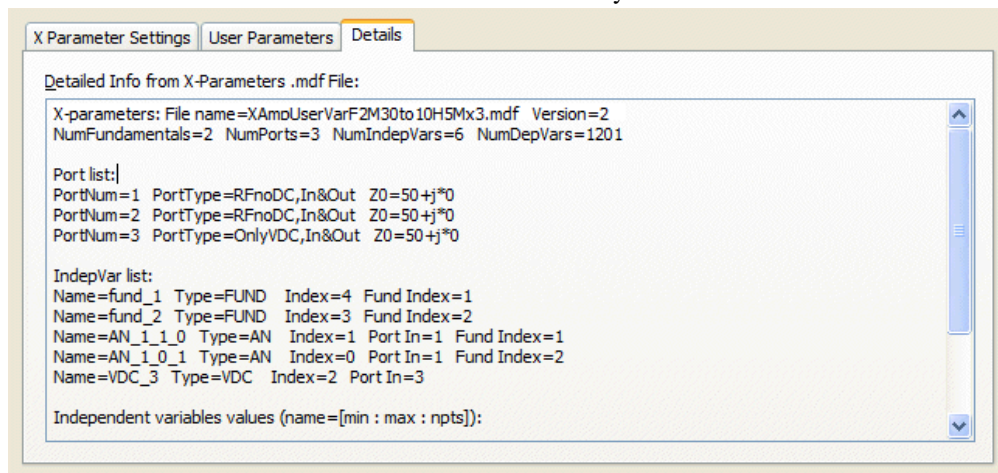 X Parameter Settings User Parameters Details
Detailed Info from X-Parameters .mdf File:
X-parameters: File name=XAmpUserVarF2M30to10H5Mx3.mdf Version=2
NumFundamentals=2 NumPorts=3 NumIndepVars=6 NumDepVars=1201
Port list:
PortNum=1 PortType=RFnoDC,In&Out Z0=50+j*0
PortNum=2 PortType=RFnoDC,In&Out Z0=50+j*0
PortNum=3 PortType=OnlyVDC,In&Out Z0=50+j*0
IndepVar list:
Name=fund_1 Type=FUND Index=4 Fund Index=1
Name=fund_2 Type=FUND Index=3 Fund Index=2
Name=AN_1_1_0 Type=AN Index=1 Port In=1 Fund Index=1
Name=AN_1_0_1 Type=AN Index=0 Port In=1 Fund Index=2
Name=VDC_3 Type=VDC Index=2 Port In=3
Independent variables values (name=[min : max : npts]):